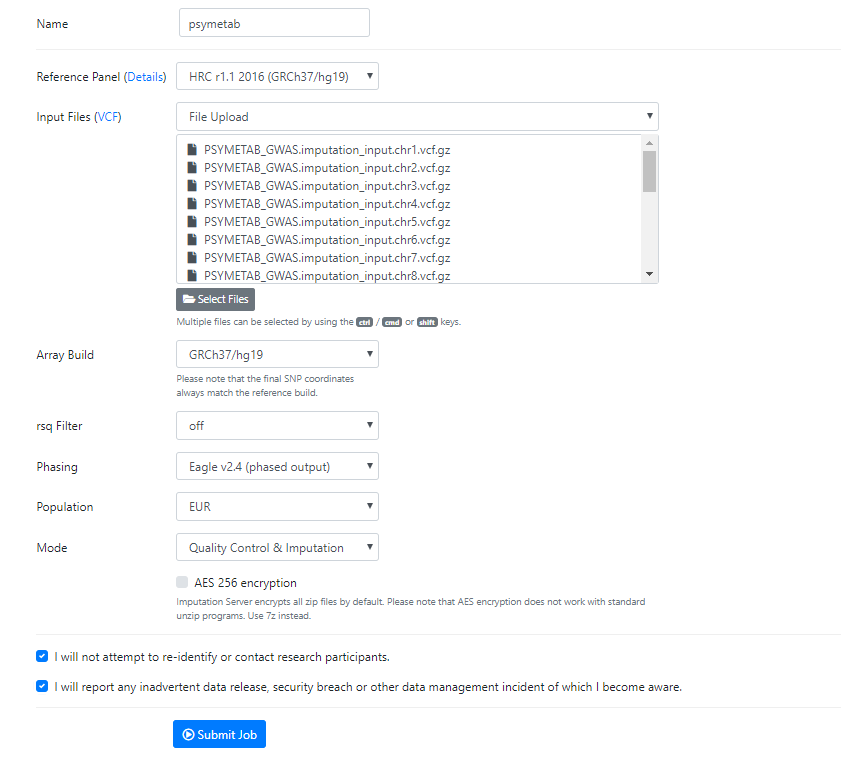 Name psymetab
Reference Panel (Details) HRC r1.1 2016 (GRCh37/hg19)
Input Files (VCF) File Upload
PSYMETAB_GWAS.imputation_input.chr1.vcf.gz
PSYMETAB_GWAS.imputation_input.chr2.vcf.gz
PSYMETAB_GWAS.imputation_input.chr3.vcf.gz
PSYMETAB_GWAS.imputation_input.chr4.vcf.gz
PSYMETAB_GWAS.imputation_input.chr5.vcf.gz
PSYMETAB_GWAS.imputation_input.chr6.vcf.gz
PSYMETAB_GWAS.imputation_input.chr7.vcf.gz
PSYMETAB_GWAS.imputation_input.chr8.vcf.gz
Select Files
Multiple files can be selected by using the ctrl / cmd or shift keys.
Array Build GRCh37/hg19
Please note that the final SNP coordinates
always match the reference build.
rsq Filter off
Phasing Eagle v2.4 (phased output)
Population EUR
Mode Quality Control & Imputation
AES 256 encryption
Imputation Server encrypts all zip files by default. Please note that AES encryption does not work with standard
unzip programs. Use 7z instead.
I will not attempt to re-identify or contact research participants.
I will report any inadvertent data release, security breach or other data management incident of which I become aware.
Submit Job